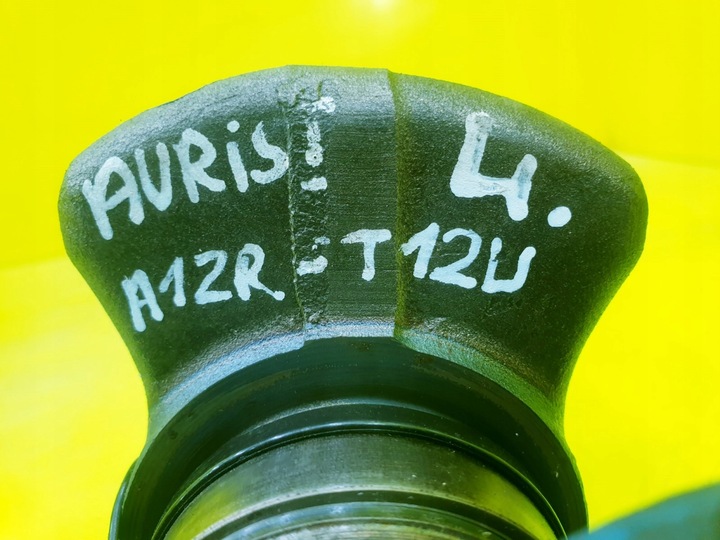 AURIS I 4.
A12R - T12U